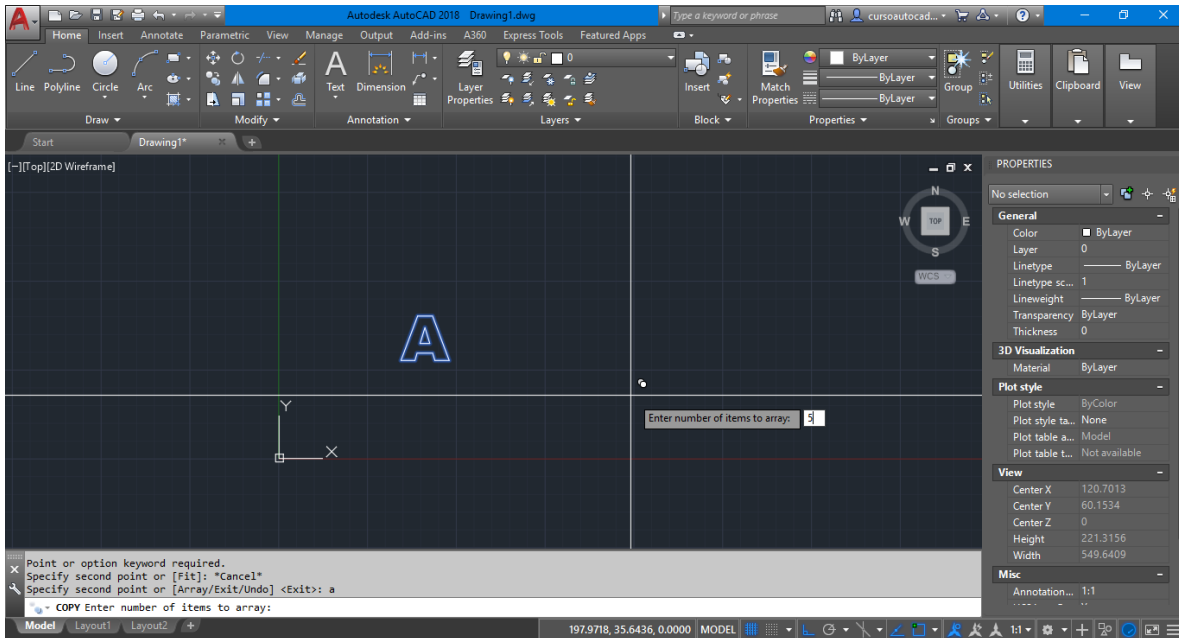 Autodesk AutoCAD 2018 Drawing1.dwg
Type a keyword or phrase
cursoautocad...
Home Insert Annotate Parametric View Manage Output Add-ins A360 Express Tools Featured Apps
Line Polyline Circle Arc
Text Dimension
Layer
Properties
0
Insert
Match
Properties
ByLayer
ByLayer
ByLayer
Group
Utilities
Clipboard
View
Draw Modify Annotation Layers Block Properties Groups
Start Drawing1* +
[−][Top][2D Wireframe]
N
W TOP E
S
WCS
A
Y
X
Enter number of items to array: 5
PROPERTIES
No selection
General
Color ByLayer
Layer 0
Linetype ByLayer
Linetype sc... 1
Lineweight ByLayer
Transparency ByLayer
Thickness 0
3D Visualization
Material ByLayer
Plot style
Plot style ByColor
Plot style ta... None
Plot table a... Model
Plot table t... Not available
View
Center X 120.7013
Center Y 60.1534
Center Z 0
Height 221.3156
Width 549.6409
Misc
Annotation... 1:1
Point or option keyword required.
Specify second point or [Fit]: *Cancel*
Specify second point or [Array/Exit/Undo] <Exit>: a
COPY Enter number of items to array:
Model Layout1 Layout2 +
197.9718, 35.6436, 0.0000 MODEL
1:1